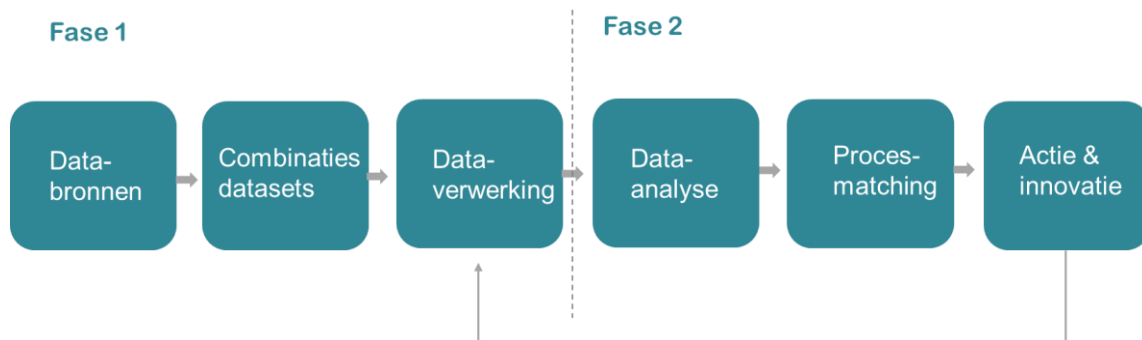 Fase 1
Fase 2
Data-
bronnen
Combinaties
datasets
Data-
verwerking
Data-
analyse
Proces-
matching
Actie &
innovatie